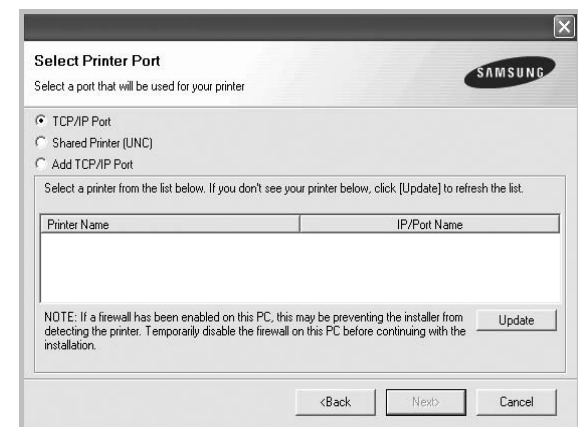 Select Printer Port
Select a port that will be used for your printer
SAMSUNG
TCP/IP Port
Shared Printer (UNC)
Add TCP/IP Port
Select a printer from the list below. If you don't see your printer below, click [Update] to refresh the list.
Printer Name IP/Port Name
NOTE: If a firewall has been enabled on this PC, this may be preventing the installer from
detecting the printer. Temporarily disable the firewall on this PC before continuing with the
installation.
Update
<Back Next> Cancel